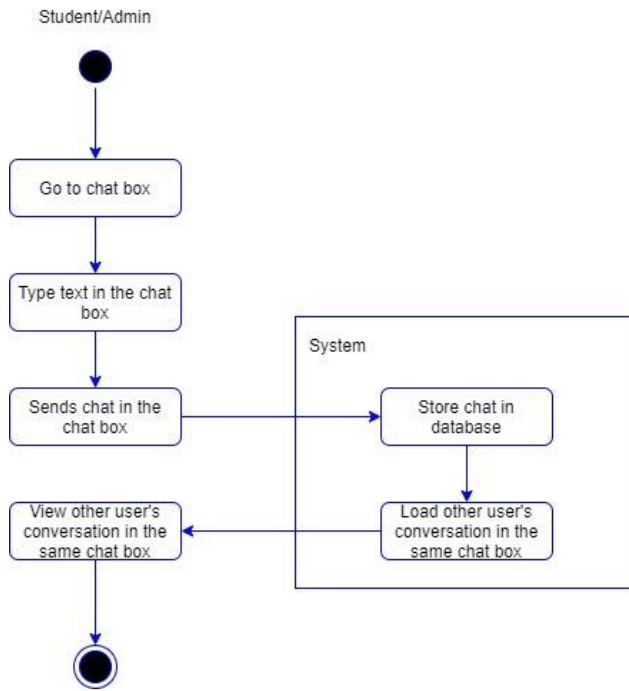 Student/Admin
Go to chat box
Type text in the chat
box
System
Sends chat in the
chat box
Store chat in
database
View other user's
conversation in the
same chat box
Load other user's
conversation in the
same chat box